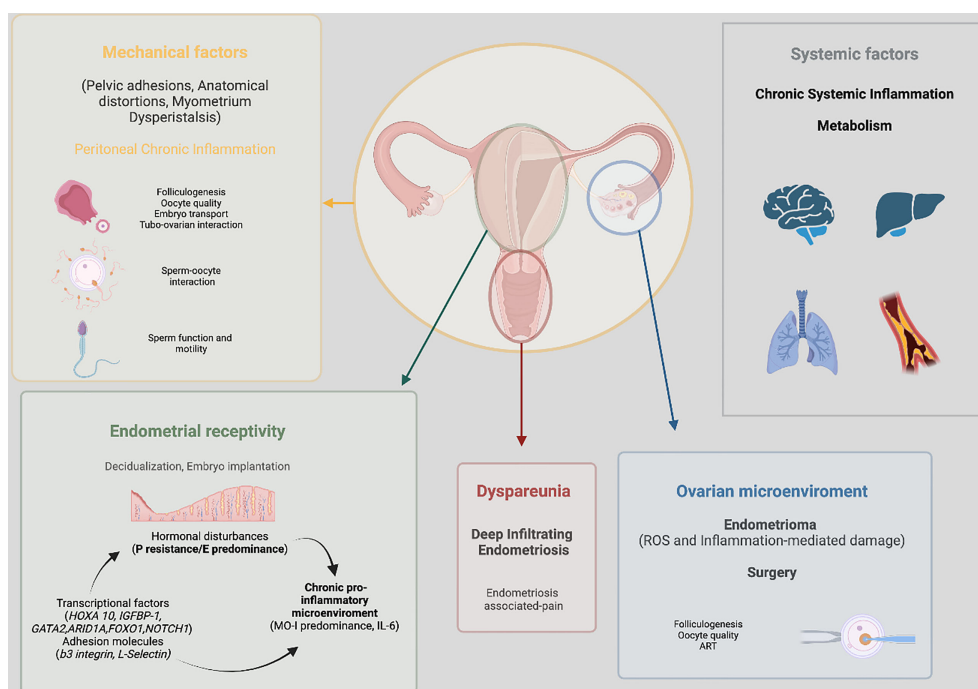 Mechanical factors
(Pelvic adhesions, Anatomical
distortions, Myometrium
Dysperistalsis)
Peritoneal Chronic Inflammation
Folliculogenesis
Oocyte quality
Embryo transport
Tubo-ovarian interaction
Sperm-oocyte
interaction
Sperm function and
motility
Systemic factors
Chronic Systemic Inflammation
Metabolism
Endometrial receptivity
Decidualization, Embryo implantation
Hormonal disturbances
(P resistance/E predominance)
Transcriptional factors
(HOXA 10, IGFBP-1,
GATA2,ARID1A,FOXO1,NOTCH1)
Adhesion molecules
(b3 integrin, L-Selectin)
Chronic pro-
inflammatory
microenviroment
(MO-I predominance, IL-6)
Dyspareunia
Deep Infiltrating
Endometriosis
Endometriosis
associated-pain
Ovarian microenviroment
Endometrioma
(ROS and Inflammation-mediated damage)
Surgery
Folliculogenesis
Oocyte quality
ART